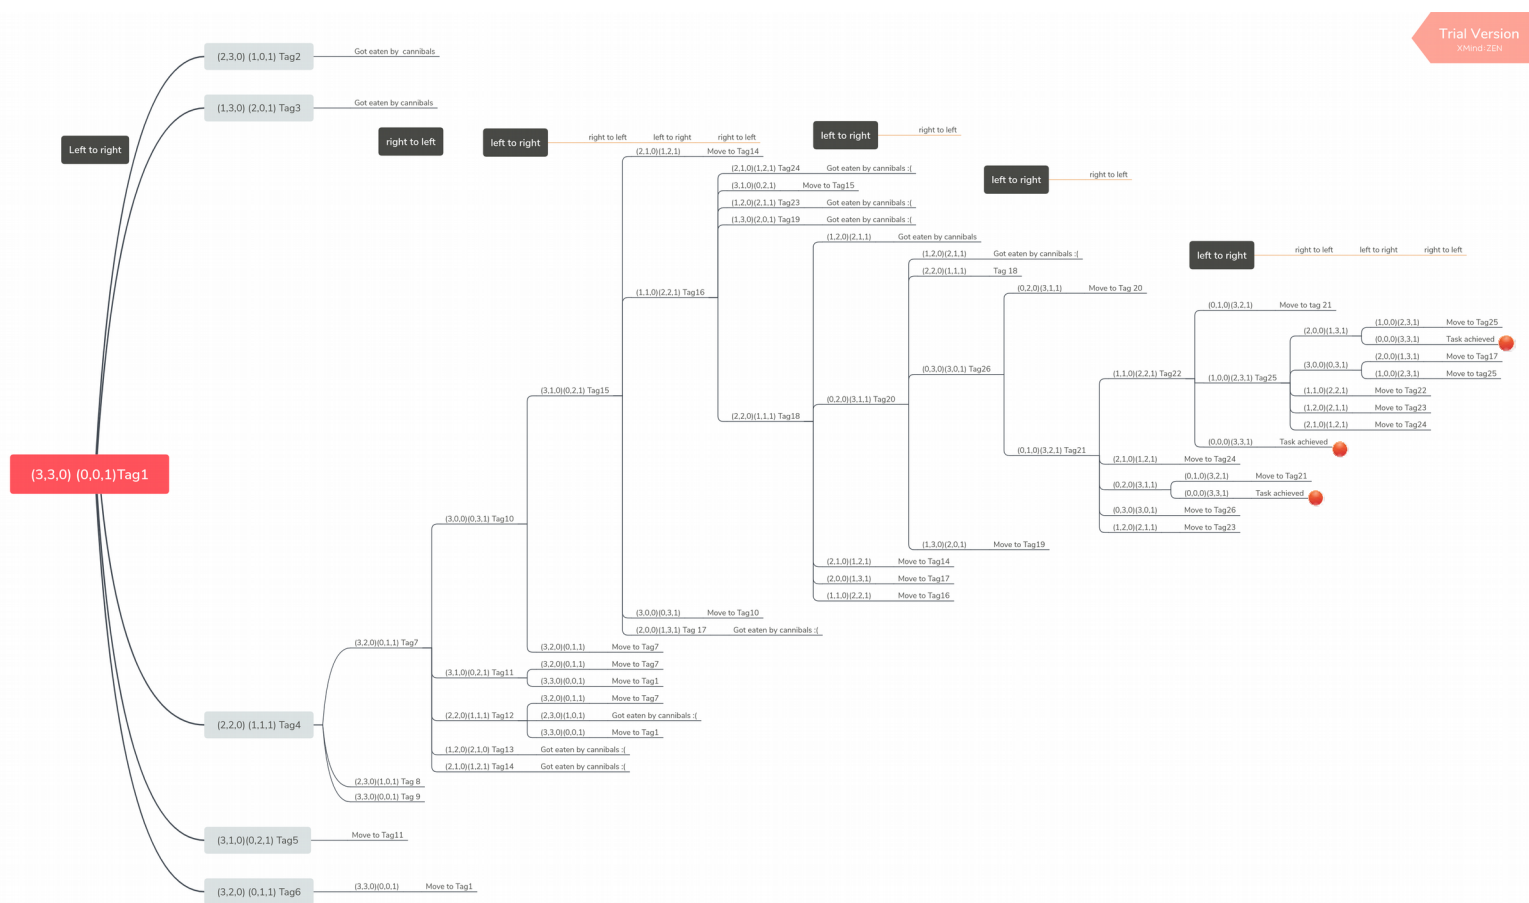 Trial Version
XMind: ZEN
(2,3,0) (1,0,1) Tag2
Got eaten by  cannibals
(1,3,0) (2,0,1) Tag3
Got eaten by cannibals
Left to right
right to left
left to right
right to left
left to right
right to left
left to right
right to left
left to right
right to left
left to right
right to left
left to right
right to left
(2,1,0)(1,2,1)
Move to Tag14
(2,1,0)(1,2,1) Tag24
Got eaten by cannibals :(
(3,1,0)(0,2,1)
Move to Tag15
(1,2,0)(2,1,1) Tag23
Got eaten by cannibals :(
(1,3,0)(2,0,1) Tag19
Got eaten by cannibals :(
(1,2,0)(2,1,1)
Got eaten by cannibals
(1,2,0)(2,1,1)
Got eaten by cannibals :(
(2,2,0)(1,1,1)
Tag 18
(0,2,0)(3,1,1)
Move to Tag 20
(1,1,0)(2,2,1) Tag16
(0,1,0)(3,2,1)
Move to tag 21
(1,0,0)(2,3,1)
Move to Tag25
(2,0,0)(1,3,1)
(0,0,0)(3,3,1)
Task achieved
(2,0,0)(1,3,1)
Move to Tag17
(3,0,0)(0,3,1)
(1,0,0)(2,3,1)
Move to tag25
(0,3,0)(3,0,1) Tag26
(1,1,0)(2,2,1) Tag22
(1,0,0)(2,3,1) Tag25
(1,1,0)(2,2,1)
Move to Tag22
(1,2,0)(2,1,1)
Move to Tag23
(2,1,0)(1,2,1)
Move to Tag24
(3,1,0)(0,2,1) Tag15
(0,2,0)(3,1,1) Tag20
(2,2,0)(1,1,1) Tag18
(0,0,0)(3,3,1)
Task achieved
(0,1,0)(3,2,1) Tag21
(2,1,0)(1,2,1)
Move to Tag24
(0,1,0)(3,2,1)
Move to Tag21
(0,2,0)(3,1,1)
(0,0,0)(3,3,1)
Task achieved
(0,3,0)(3,0,1)
Move to Tag26
(1,2,0)(2,1,1)
Move to Tag23
(3,3,0) (0,0,1)Tag1
(3,0,0)(0,3,1) Tag10
(1,3,0)(2,0,1)
Move to Tag19
(2,1,0)(1,2,1)
Move to Tag14
(2,0,0)(1,3,1)
Move to Tag17
(1,1,0)(2,2,1)
Move to Tag16
(3,0,0)(0,3,1)
Move to Tag10
(2,0,0)(1,3,1) Tag 17
Got eaten by cannibals :(
(3,2,0)(0,1,1) Tag7
(3,2,0)(0,1,1)
Move to Tag7
(3,2,0)(0,1,1)
Move to Tag7
(3,1,0)(0,2,1) Tag11
(3,3,0)(0,0,1)
Move to Tag1
(3,2,0)(0,1,1)
Move to Tag7
(2,2,0)(1,1,1) Tag12
(2,3,0)(1,0,1)
Got eaten by cannibals :(
(3,3,0)(0,0,1)
Move to Tag1
(2,2,0) (1,1,1) Tag4
(1,2,0)(2,1,0) Tag13
Got eaten by cannibals :(
(2,1,0)(1,2,1) Tag14
Got eaten by cannibals :(
(2,3,0)(1,0,1) Tag 8
(3,3,0)(0,0,1) Tag 9
(3,1,0)(0,2,1) Tag5
Move to Tag11
(3,2,0) (0,1,1) Tag6
(3,3,0)(0,0,1)
Move to Tag1